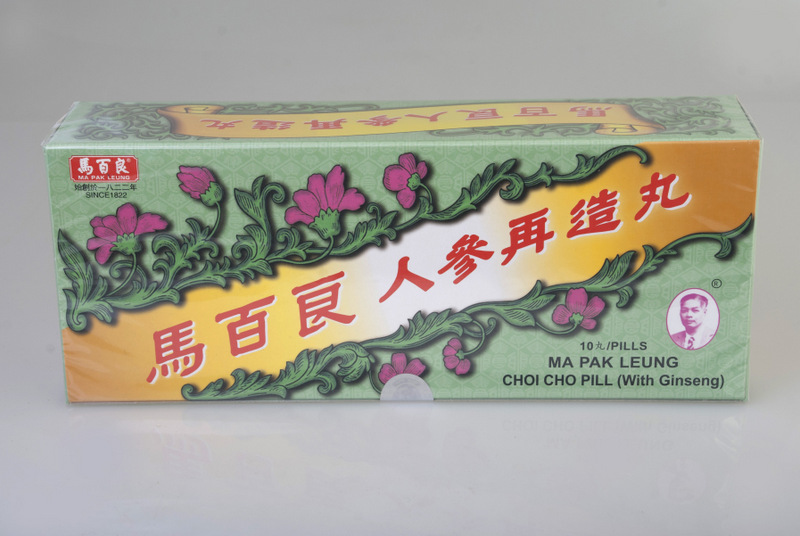 馬百良人參再造丸
馬百良®
MA PAK LEUNG
始創於一八二二年
SINCE1822
馬百良 人參再造丸
®
10丸/PILLS
MA PAK LEUNG
CHOI CHO PILL (With Ginseng)